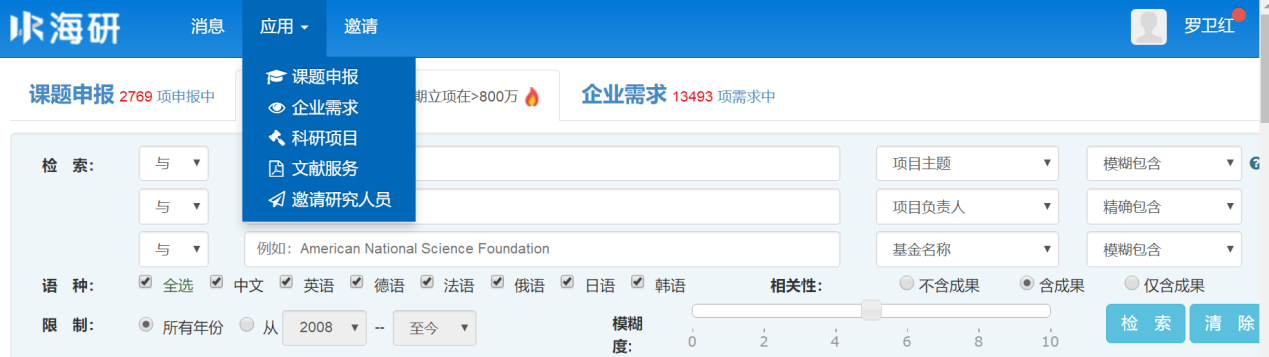 海研 消息 应用 邀请 罗卫红
课题申报
企业需求
科研项目
文献服务
邀请研究人员
课题申报 2769 项申报中 期立项在>800万 企业需求 13493 项需求中
检 索： 与 项目主题 模糊包含
与 项目负责人 精确包含
与 例如：American National Science Foundation 基金名称 模糊包含
语 种： 全选 中文 英语 德语 法语 俄语 日语 韩语 相关性： 不含成果 含成果 仅含成果
限 制： 所有年份 从 2008 -- 至今 模糊度： 0 2 4 6 8 10 检 索 清 除